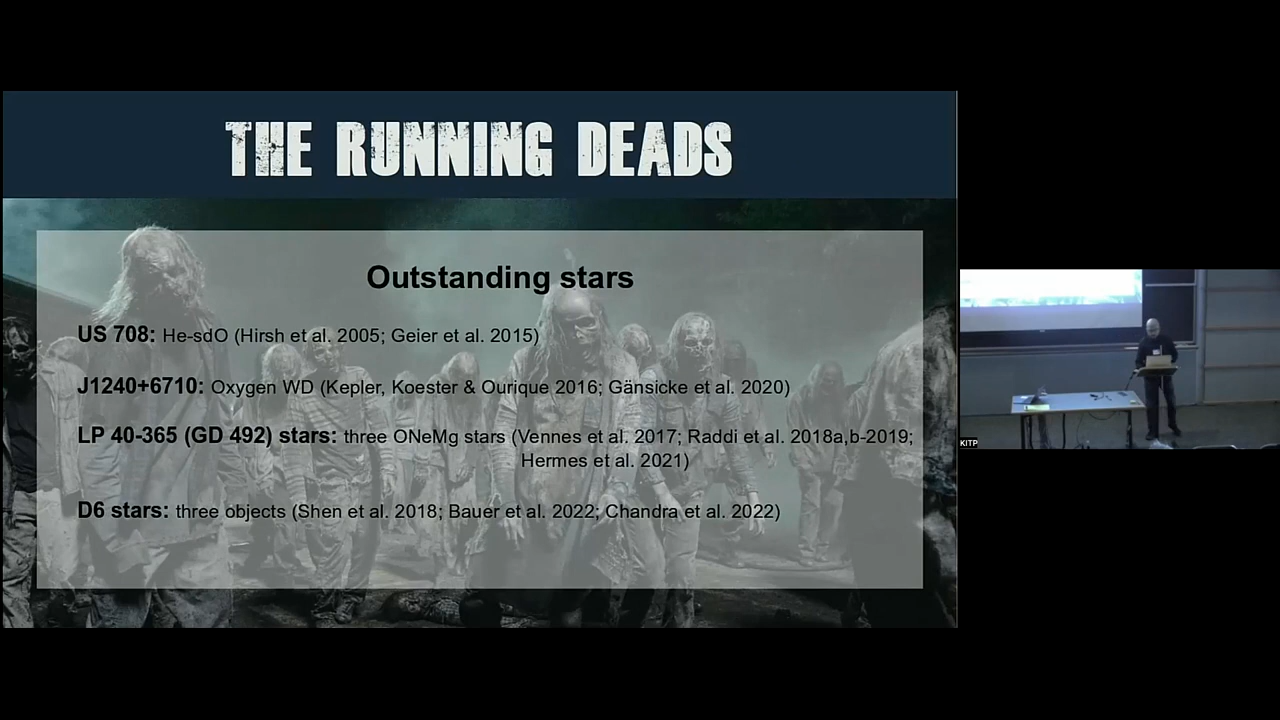 THE RUNNING DEADS
Outstanding stars
US 708: He-sdO (Hirsh et al. 2005; Geier et al. 2015)
J1240+6710: Oxygen WD (Kepler, Koester & Ourique 2016; Gänsicke et al. 2020)
LP 40-365 (GD 492) stars: three ONeMg stars (Vennes et al. 2017; Raddi et al. 2018a,b-2019;
Hermes et al. 2021)
D6 stars: three objects (Shen et al. 2018; Bauer et al. 2022; Chandra et al. 2022)
KITP